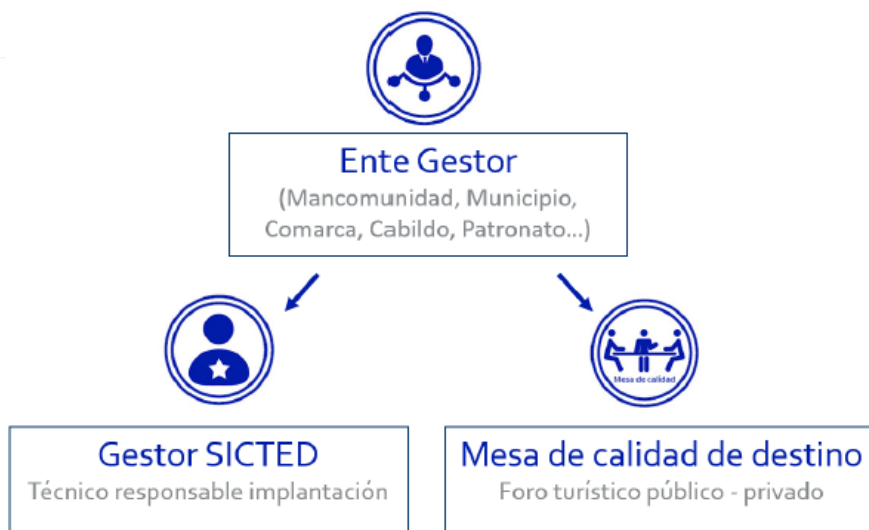 Ente Gestor
(Mancomunidad, Municipio,
Comarca, Cabildo, Patronato...)
Mesa de calidad
Gestor SICTED
Técnico responsable implantación
Mesa de calidad de destino
Foro turístico público - privado